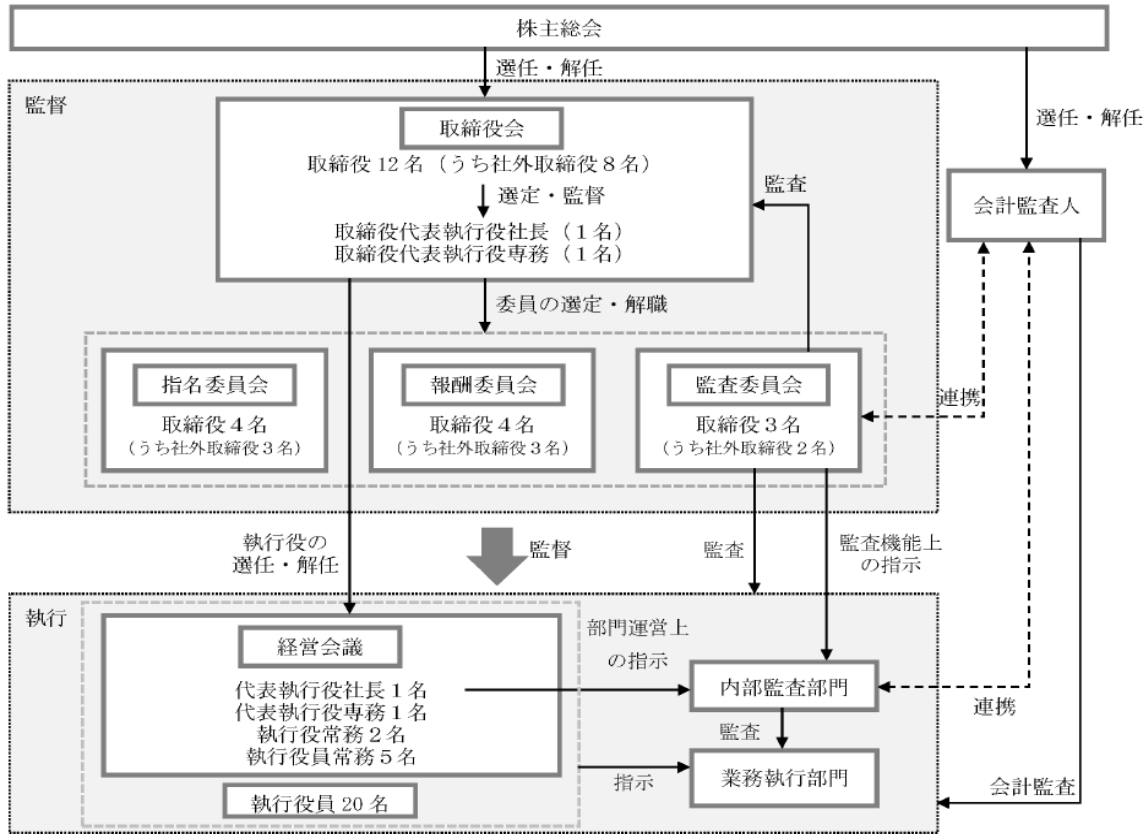 株主総会
選任・解任
監督
選任・解任
取締役会
取締役12名(うち社外取締役8名)
選定・監督
取締役代表執行役社長(1名)
取締役代表執行役専務(1名)
監査
会計監査人
委員の選定・解職
指名委員会
取締役4名
(うち社外取締役3名)
報酬委員会
取締役4名
(うち社外取締役3名)
監査委員会
取締役3名
(うち社外取締役2名)
連携
執行役の
選任・解任
監督
監査
監査機能上
の指示
執行
経営会議
代表執行役社長1名
代表執行役専務1名
執行役常務2名
執行役員常務5名
執行役員20名
部門運営上
の指示
内部監査部門
連携
監査
指示
業務執行部門
会計監査